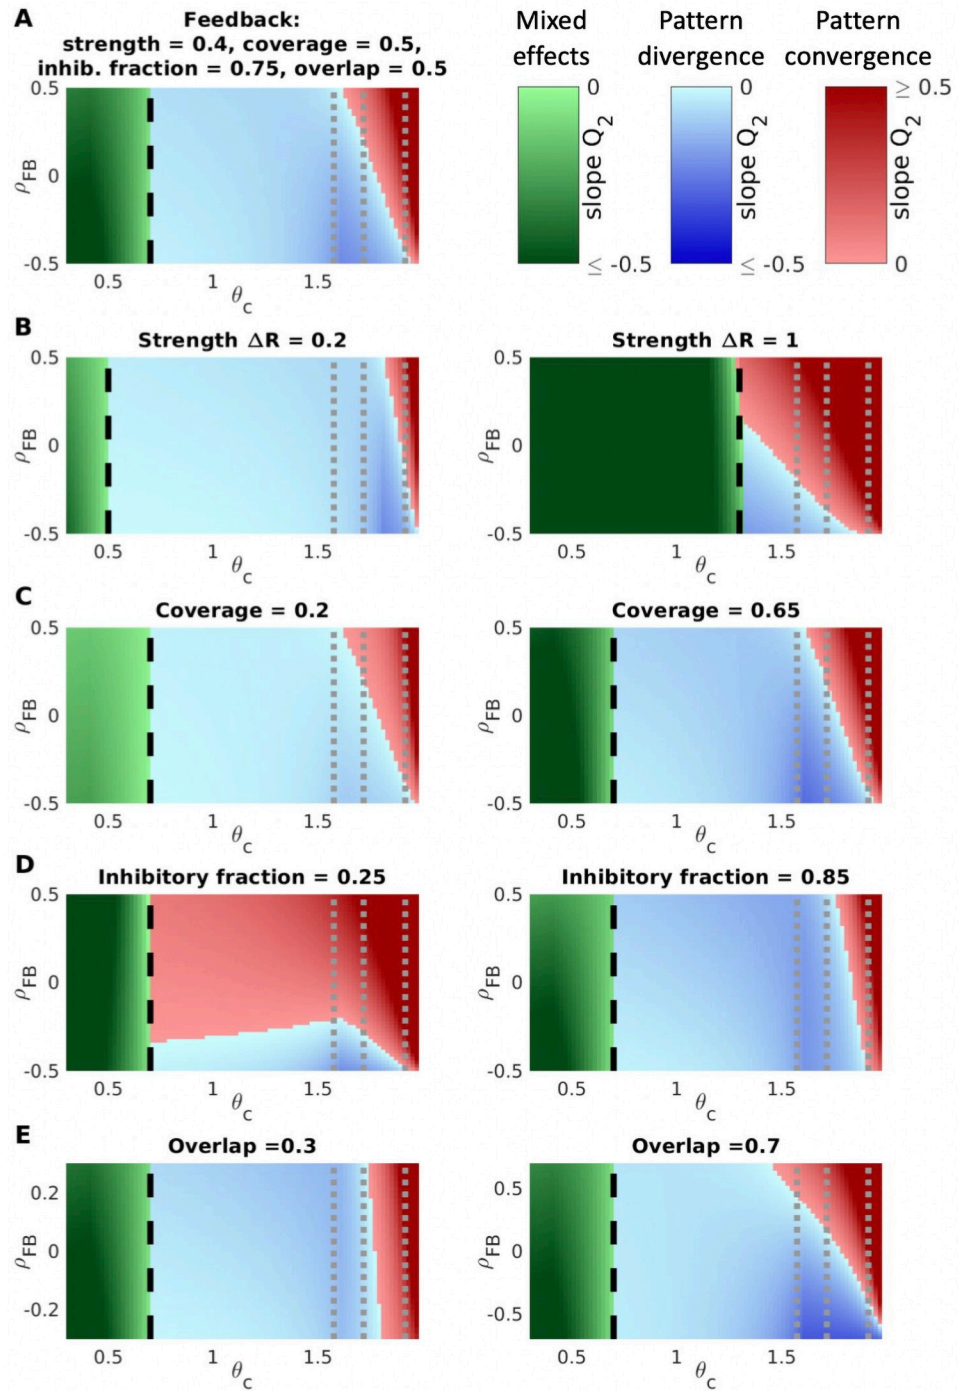 A
Feedback:
strength = 0.4, coverage = 0.5,
inhib. fraction = 0.75, overlap = 0.5
0.5
0
-0.5
ρFB
0.5
1
1.5
θC
Mixed
effects
0
slope Q2
≤ -0.5
Pattern
divergence
0
slope Q2
≤ -0.5
Pattern
convergence
≥ 0.5
slope Q2
0
B
Strength ΔR = 0.2
0.5
0
-0.5
ρFB
0.5
1
1.5
θC
Strength ΔR = 1
0.5
0
-0.5
ρFB
0.5
1
1.5
θC
C
Coverage = 0.2
0.5
0
-0.5
ρFB
0.5
1
1.5
θC
Coverage = 0.65
0.5
0
-0.5
ρFB
0.5
1
1.5
θC
D
Inhibitory fraction = 0.25
0.5
0
-0.5
ρFB
0.5
1
1.5
θC
Inhibitory fraction = 0.85
0.5
0
-0.5
ρFB
0.5
1
1.5
θC
E
Overlap =0.3
0.2
0
-0.2
ρFB
0.5
1
1.5
θC
Overlap =0.7
0.5
0
-0.5
ρFB
0.5
1
1.5
θC